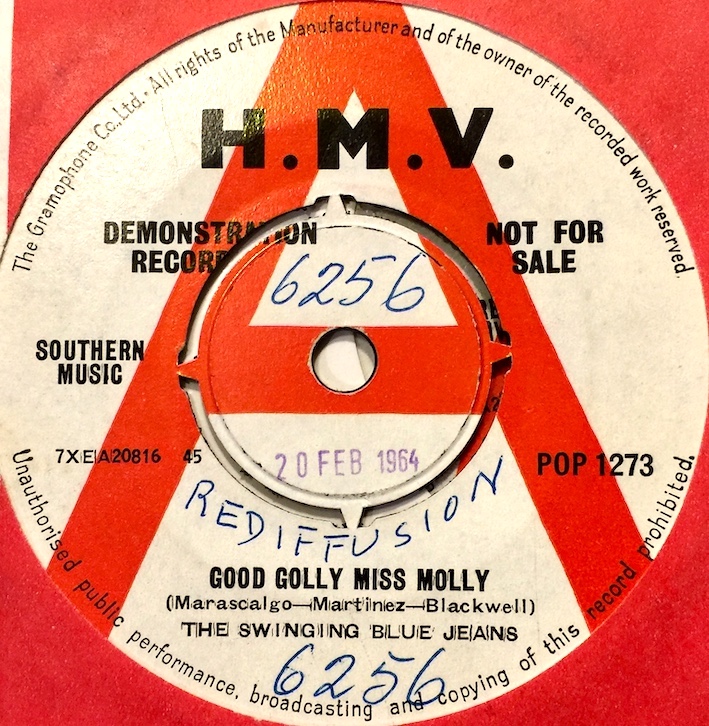 The Gramophone Co., Ltd. · All rights of the Manufacturer and of the owner of the recorded work reserved.
H.M.V.
DEMONSTRATION
RECORD
NOT FOR
SALE
6256
SOUTHERN
MUSIC
7XEA20816 45
20 FEB 1964
POP 1273
REDIFFUSION
GOOD GOLLY MISS MOLLY
(Marascalgo—Martinez—Blackwell)
THE SWINGING BLUE JEANS
6256
Unauthorised public performance, broadcasting and copying of this record prohibited.